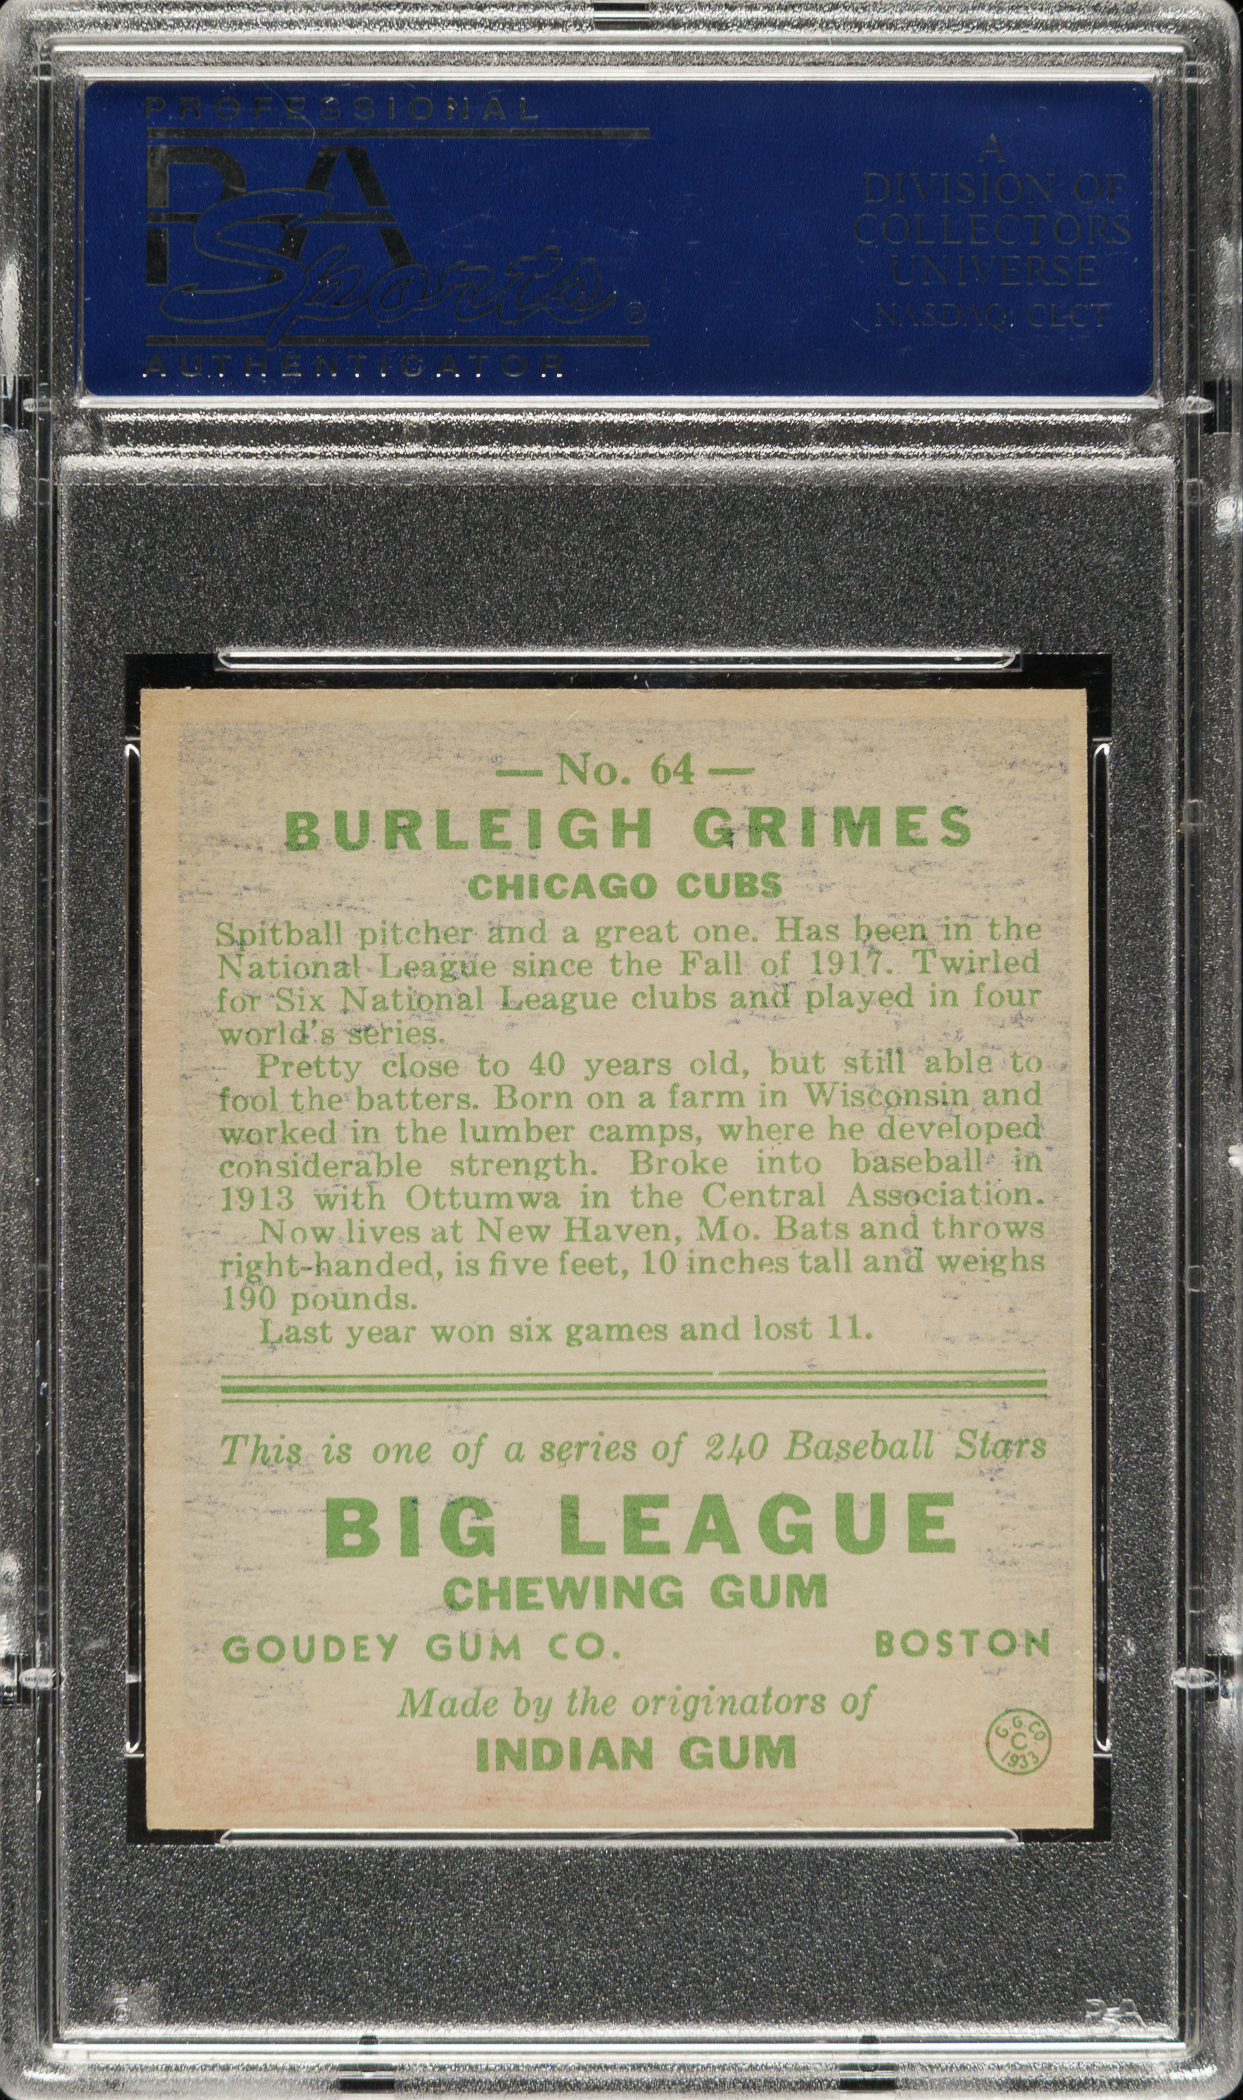 PROFESSIONAL
PSA
Sports®
AUTHENTICATOR
A
DIVISION OF
COLLECTORS
UNIVERSE
NASDAQ: CLCT
— No. 64 —
BURLEIGH GRIMES
CHICAGO CUBS
Spitball pitcher and a great one. Has been in the
National League since the Fall of 1917. Twirled
for Six National League clubs and played in four
world's series.
Pretty close to 40 years old, but still able to
fool the batters. Born on a farm in Wisconsin and
worked in the lumber camps, where he developed
considerable strength. Broke into baseball in
1913 with Ottumwa in the Central Association.
Now lives at New Haven, Mo. Bats and throws
right-handed, is five feet, 10 inches tall and weighs
190 pounds.
Last year won six games and lost 11.
This is one of a series of 240 Baseball Stars
BIG LEAGUE
CHEWING GUM
GOUDEY GUM CO. BOSTON
Made by the originators of
INDIAN GUM
G. G. CO.
C
1933
PSA